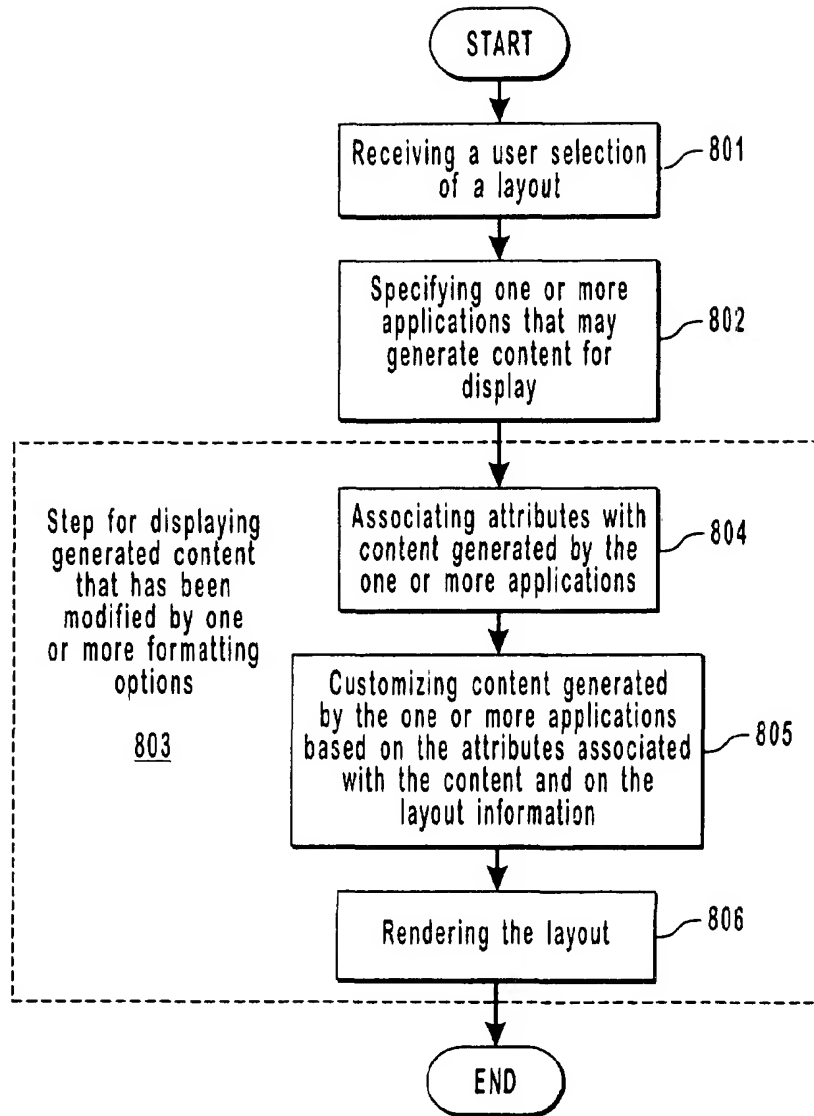 START
Receiving a user selection
of a layout
801
Specifying one or more
applications that may
generate content for
display
802
Step for displaying
generated content
that has been
modified by one
or more formatting
options
803
Associating attributes with
content generated by the
one or more applications
804
Customizing content generated
by the one or more applications
based on the attributes associated
with the content and on the
layout information
805
Rendering the layout
806
END